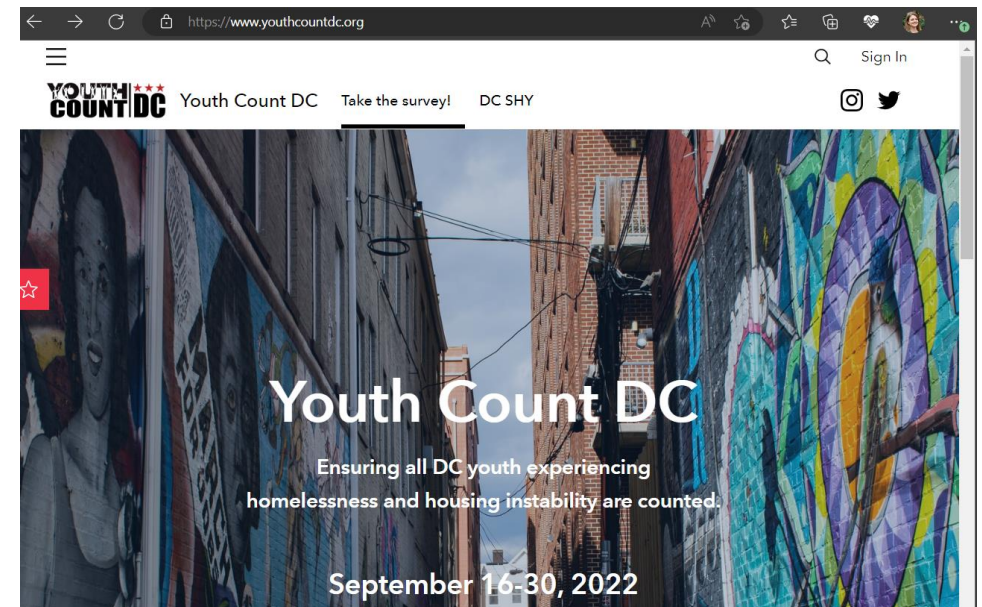 https://www.youthcountdc.org
Sign In
YOUTH
COUNT DC
Youth Count DC
Take the survey!
DC SHY
Youth Count DC
Ensuring all DC youth experiencing
homelessness and housing instability are counted.
September 16-30, 2022